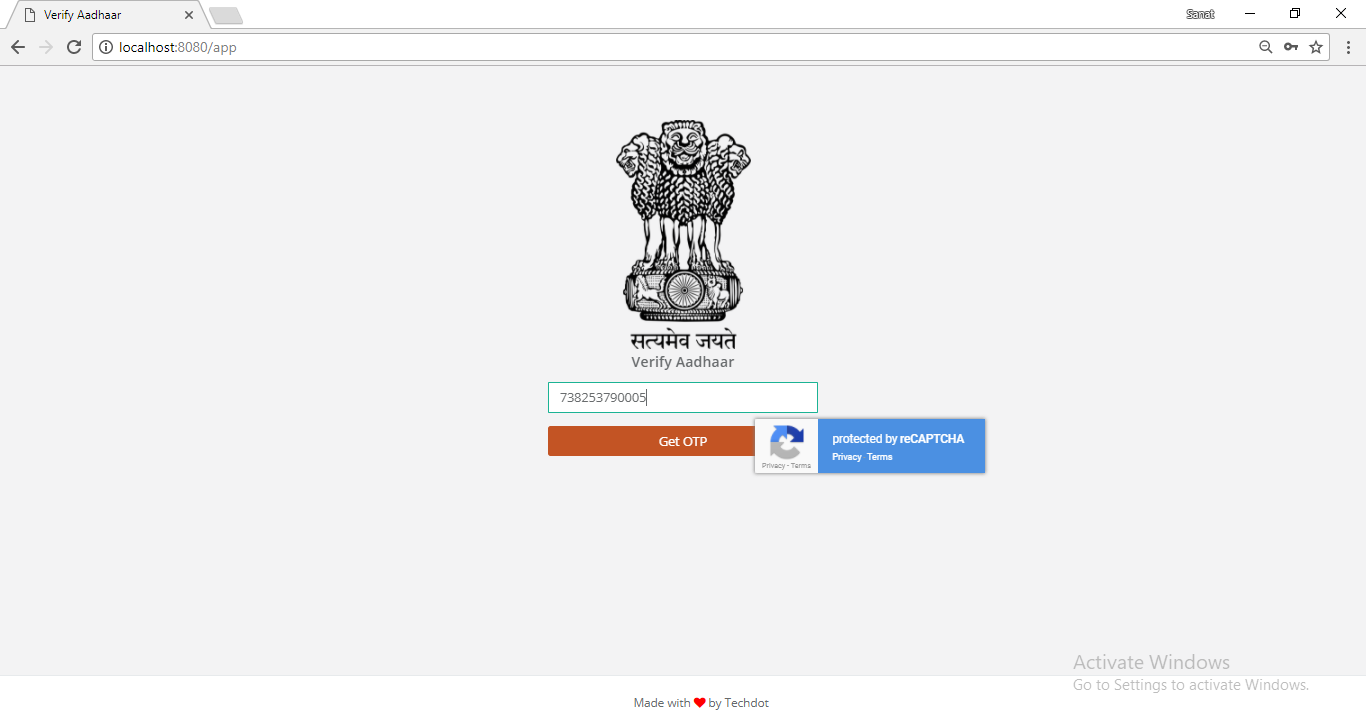 Verify Aadhaar
Sanat
localhost:8080/app
सत्यमेव जयते
Verify Aadhaar
738253790005
Get OTP
protected by reCAPTCHA
Privacy - Terms
Privacy Terms
Activate Windows
Go to Settings to activate Windows.
Made with ❤ by Techdot